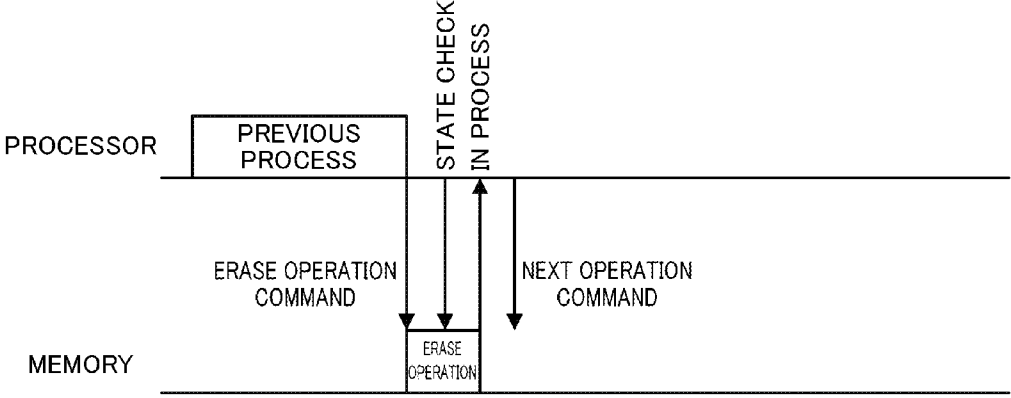 STATE CHECK
IN PROCESS
PROCESSOR
PREVIOUS
PROCESS
ERASE OPERATION
COMMAND
NEXT OPERATION
COMMAND
MEMORY
ERASE
OPERATION